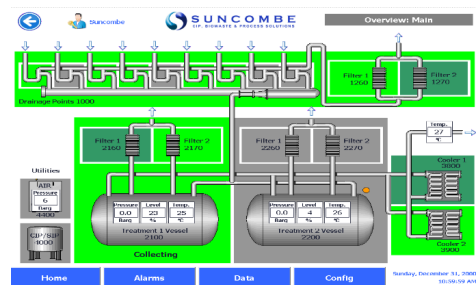 Suncombe
SUNCOMBE
CIP, BIOWASTE & PROCESS SOLUTIONS
Overview: Main
Filter 1
1260
Filter 2
1270
Drainage Points 1000
Temp.
27
°C
Filter 1
2160
Filter 2
2170
Filter 1
2260
Filter 2
2270
Cooler 1
3800
Utilities
AIR
Pressure
6
Barg
4400
Pressure
0.0
Barg
Level
23
%
Temp.
25
°C
Pressure
0.0
Barg
Level
4
%
Temp.
26
°C
Treatment 1 Vessel
2100
Treatment 2 Vessel
2200
CIP/SIP
4000
Cooler 2
3900
Collecting
Home
Alarms
Data
Config
Sunday, December 31, 2000
10:59:59 AM